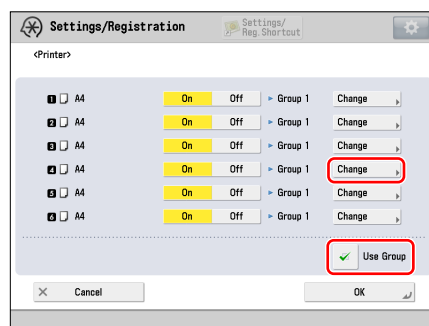 Settings/Registration
Settings/
Reg.Shortcut
<Printer>
1 A4 On Off ▸ Group 1 Change
2 A4 On Off ▸ Group 1 Change
3 A4 On Off ▸ Group 1 Change
4 A4 On Off ▸ Group 1 Change
5 A4 On Off ▸ Group 1 Change
6 A4 On Off ▸ Group 1 Change
Use Group
Cancel OK